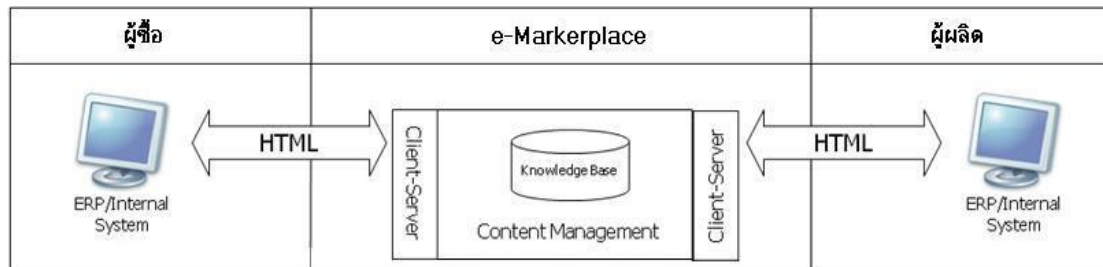 ผู้ซื้อ
e-Markerplace
ผู้ผลิต
HTML
ERP/Internal
System
Client-Server
Knowledge Base
Content Management
Client-Server
HTML
ERP/Internal
System